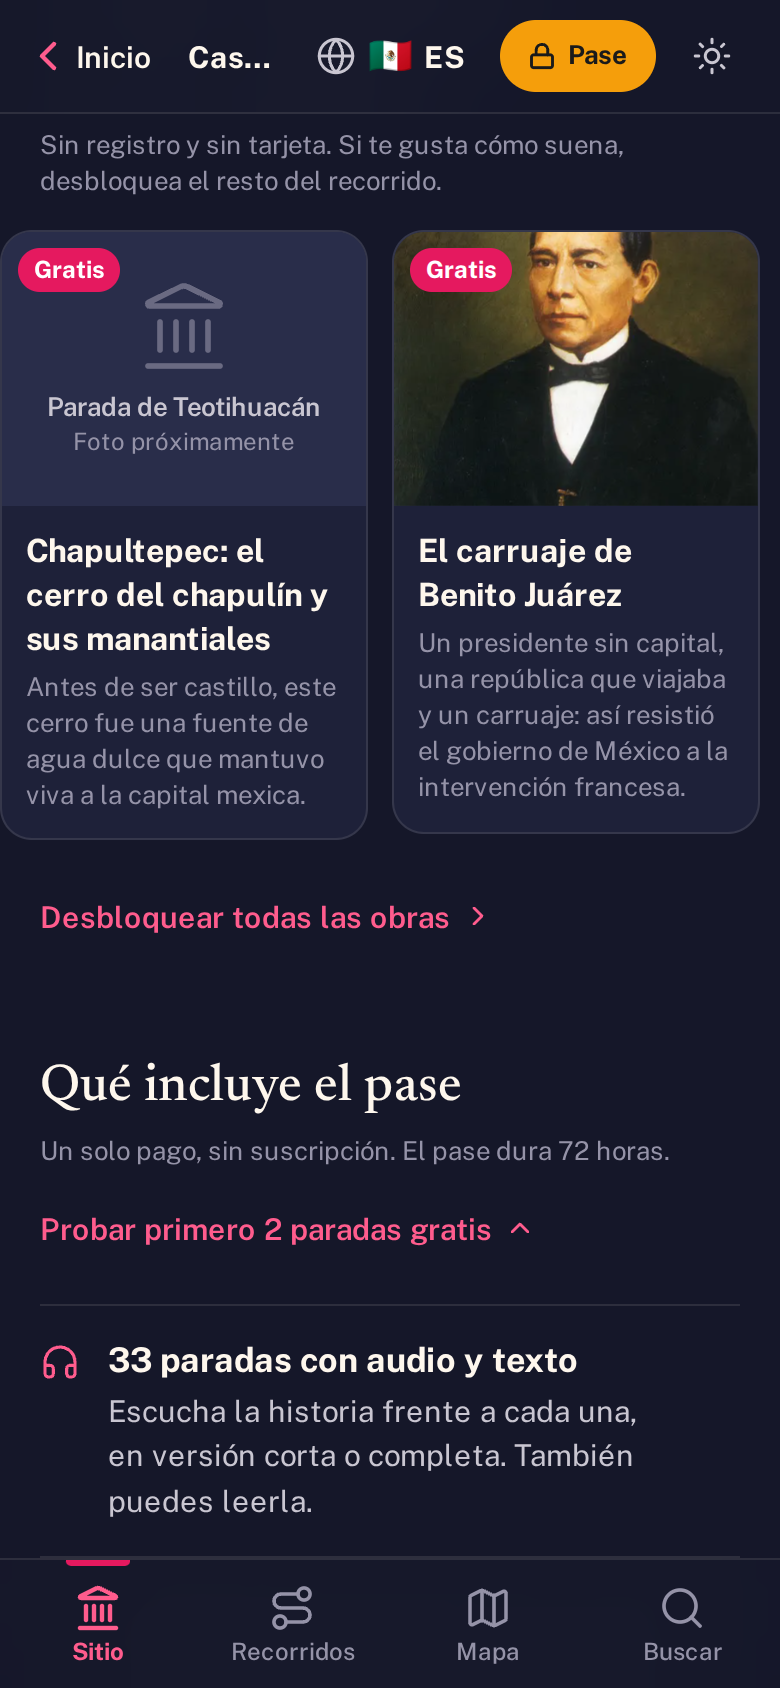 Inicio
Cas...
ES
Pase
Sin registro y sin tarjeta. Si te gusta cómo suena,
desbloquea el resto del recorrido.
Gratis
Parada de Teotihuacán
Foto próximamente
Chapultepec: el
cerro del chapulín y
sus manantiales
Antes de ser castillo, este
cerro fue una fuente de
agua dulce que mantuvo
viva a la capital mexica.
Gratis
El carruaje de
Benito Juárez
Un presidente sin capital,
una república que viajaba
y un carruaje: así resistió
el gobierno de México a la
intervención francesa.
Desbloquear todas las obras
Qué incluye el pase
Un solo pago, sin suscripción. El pase dura 72 horas.
Probar primero 2 paradas gratis
33 paradas con audio y texto
Escucha la historia frente a cada una,
en versión corta o completa. También
puedes leerla.
Sitio
Recorridos
Mapa
Buscar